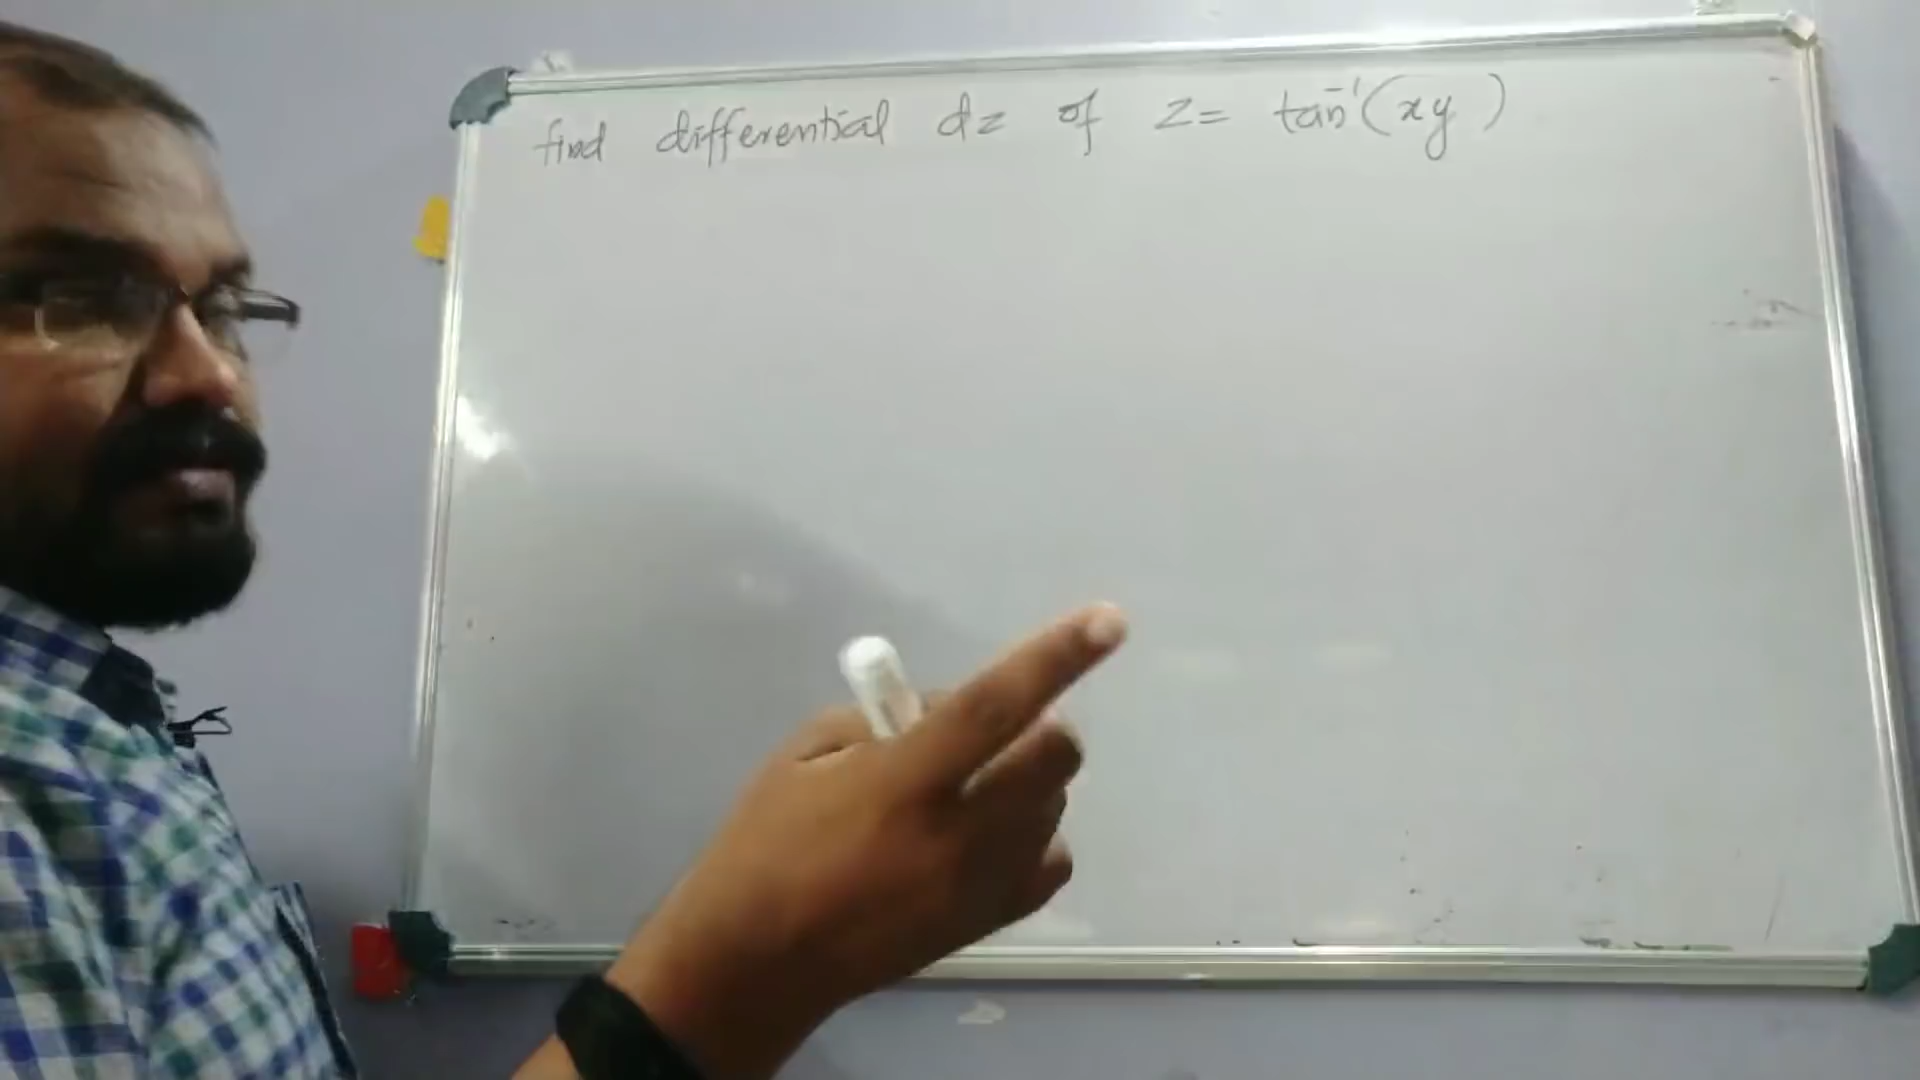 find differential dz of z = tan⁻¹(xy)